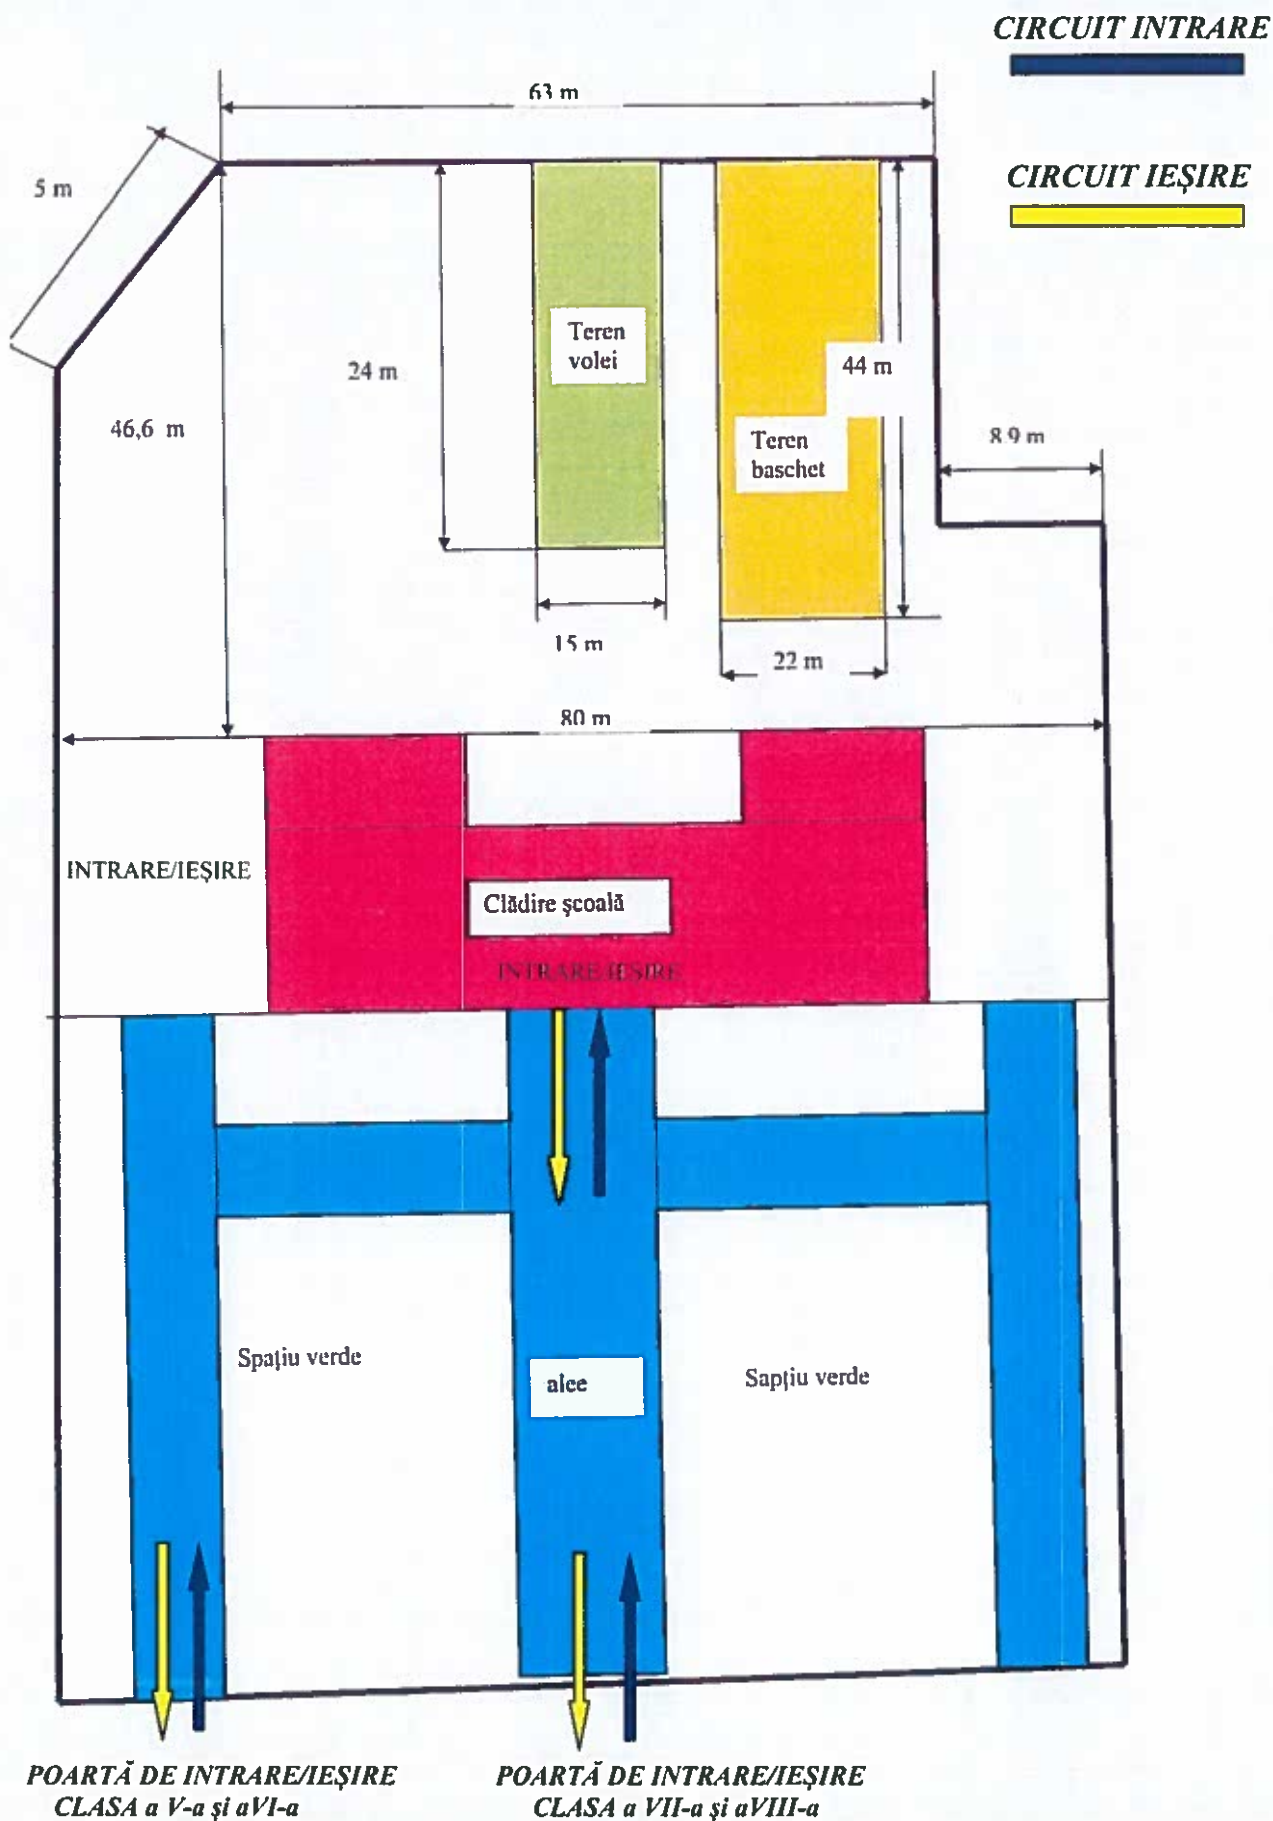 CIRCUIT INTRARE
63 m
CIRCUIT IEȘIRE
5 m
Teren
volei
24 m
44 m
46,6 m
Teren
baschet
8.9 m
15 m
22 m
80 m
INTRARE/IEȘIRE
Clădire școală
INTRARE/IEȘIRE
Spațiu verde
alee
Sapțiu verde
POARTĂ DE INTRARE/IEȘIRE
CLASA a V-a și aVI-a
POARTĂ DE INTRARE/IEȘIRE
CLASA a VII-a și aVIII-a